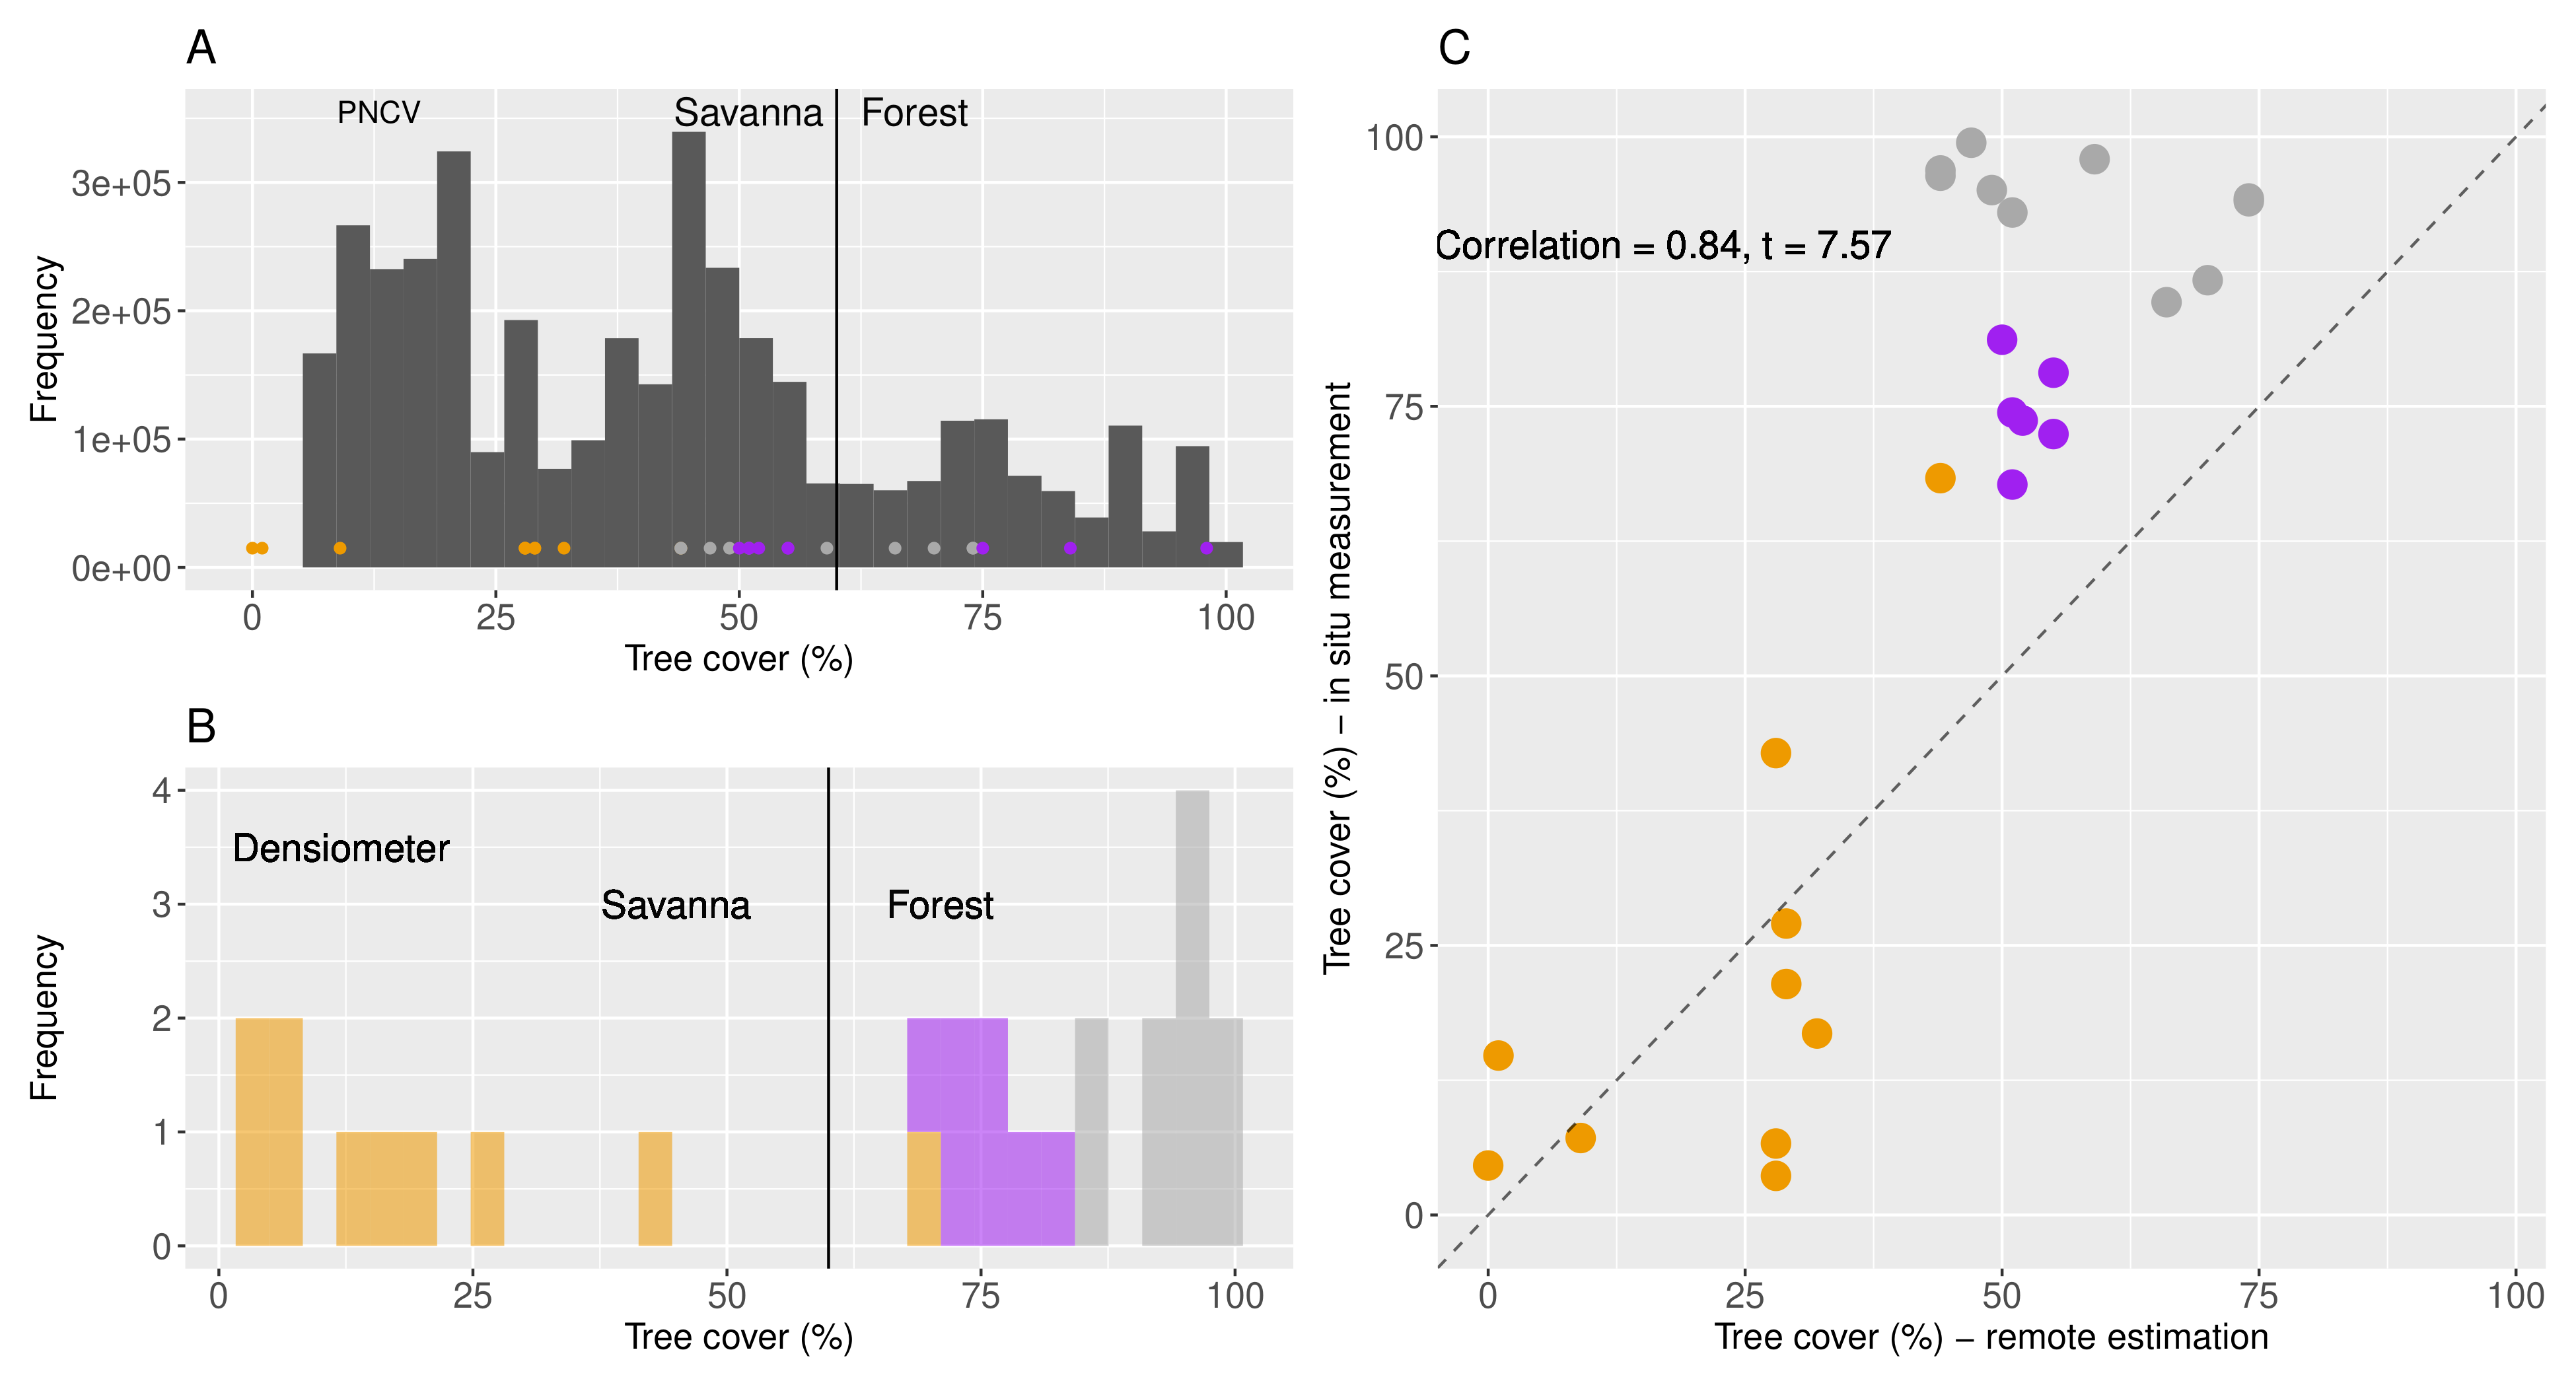 A
PNCV
Savanna
Forest
Frequency
3e+05
2e+05
1e+05
0e+00
0
25
50
75
100
Tree cover (%)
B
Densiometer
Savanna
Forest
Frequency
4
3
2
1
0
0
25
50
75
100
Tree cover (%)
C
Correlation = 0.84, t = 7.57
Tree cover (%) – in situ measurement
100
75
50
25
0
0
25
50
75
100
Tree cover (%) – remote estimation